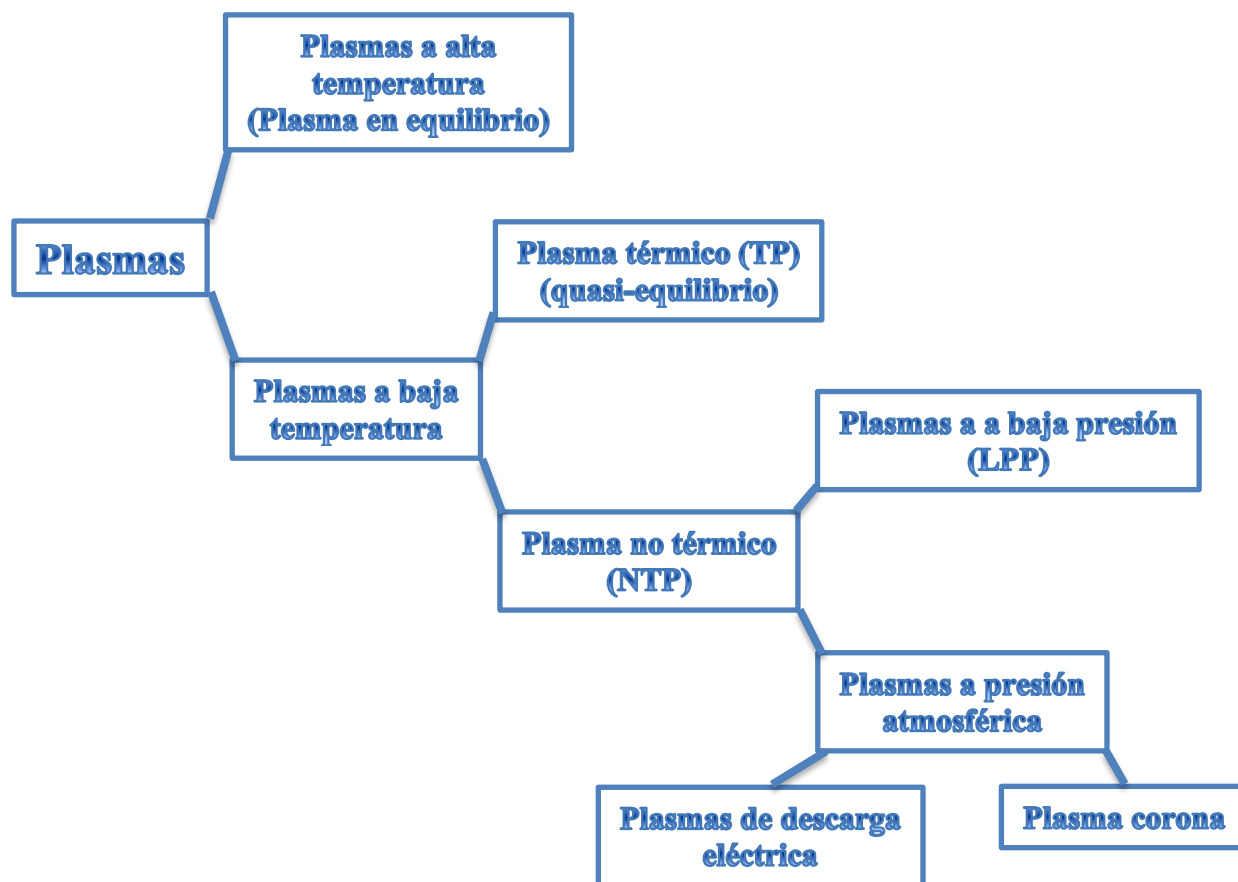 Plasmas a alta
temperatura
(Plasma en equilibrio)
Plasmas
Plasma térmico (TP)
(quasi-equilibrio)
Plasmas a baja
temperatura
Plasmas a a baja presión
(LPP)
Plasma no térmico
(NTP)
Plasmas a presión
atmosférica
Plasmas de descarga
eléctrica
Plasma corona